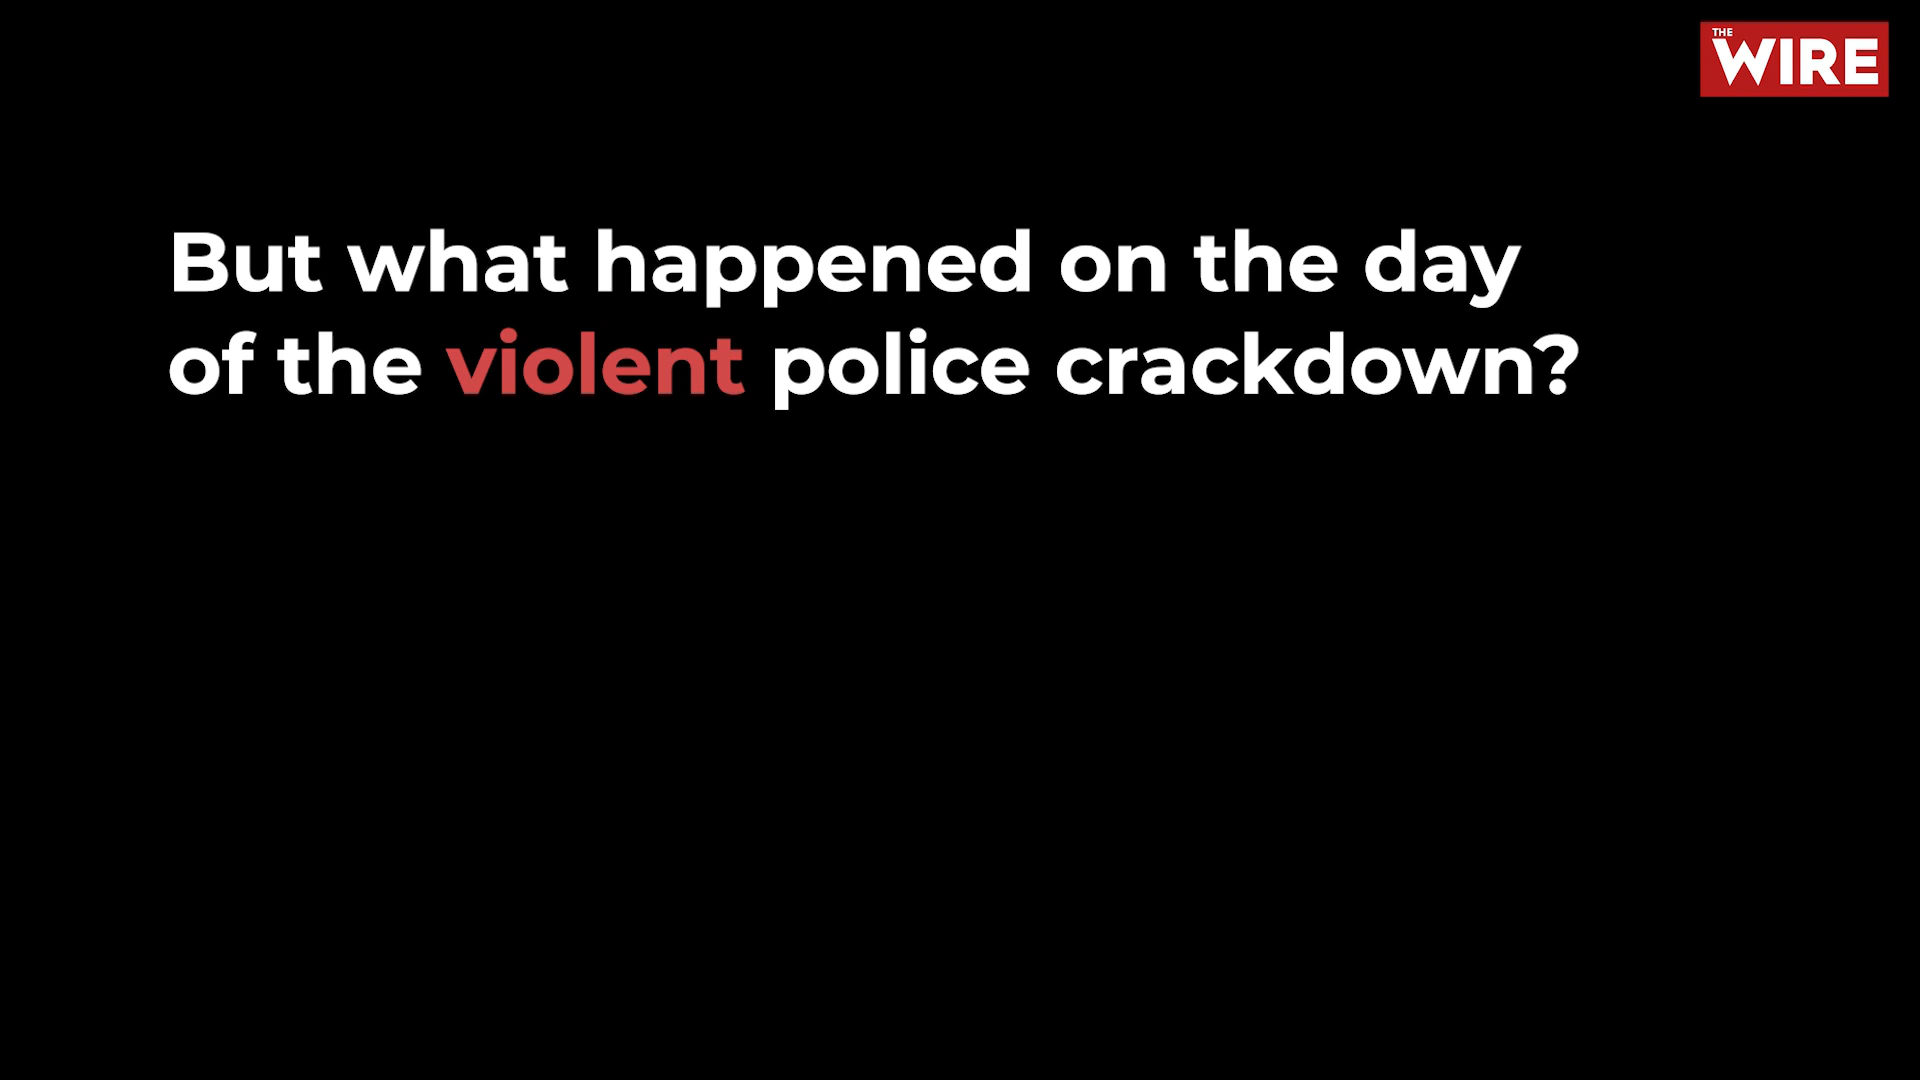 THE
WIRE
But what happened on the day
of the violent police crackdown?